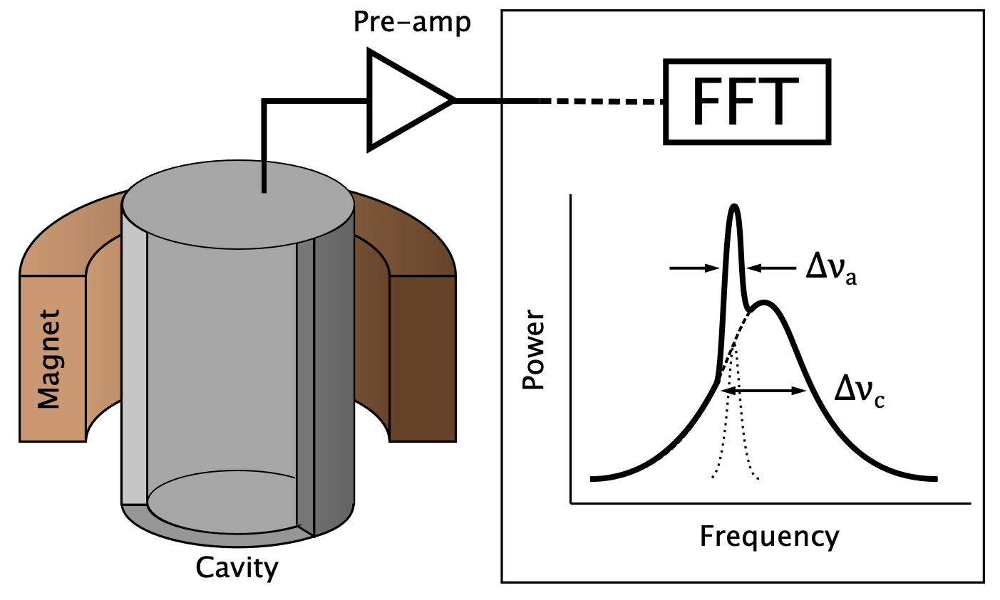 Pre-amp
FFT
Magnet
Cavity
Power
Δνa
Δνc
Frequency